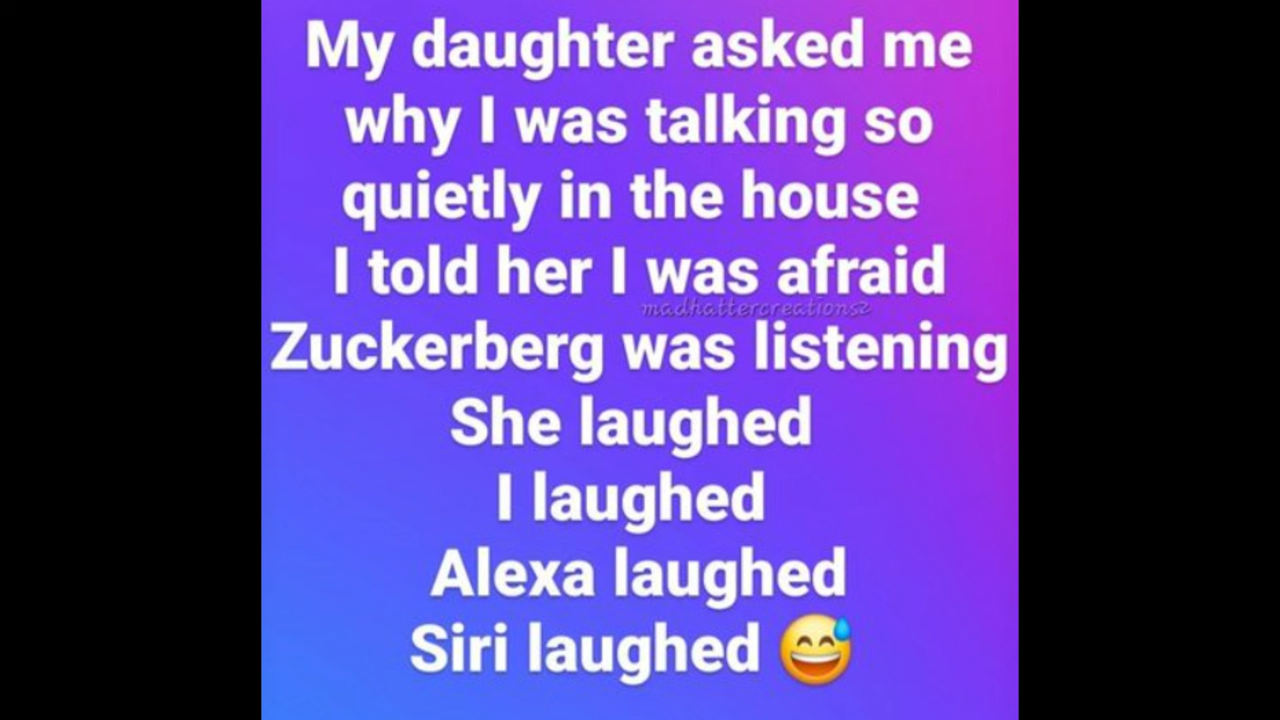 My daughter asked me
why I was talking so
quietly in the house
I told her I was afraid
madhattercreationsz
Zuckerberg was listening
She laughed
I laughed
Alexa laughed
Siri laughed 😅